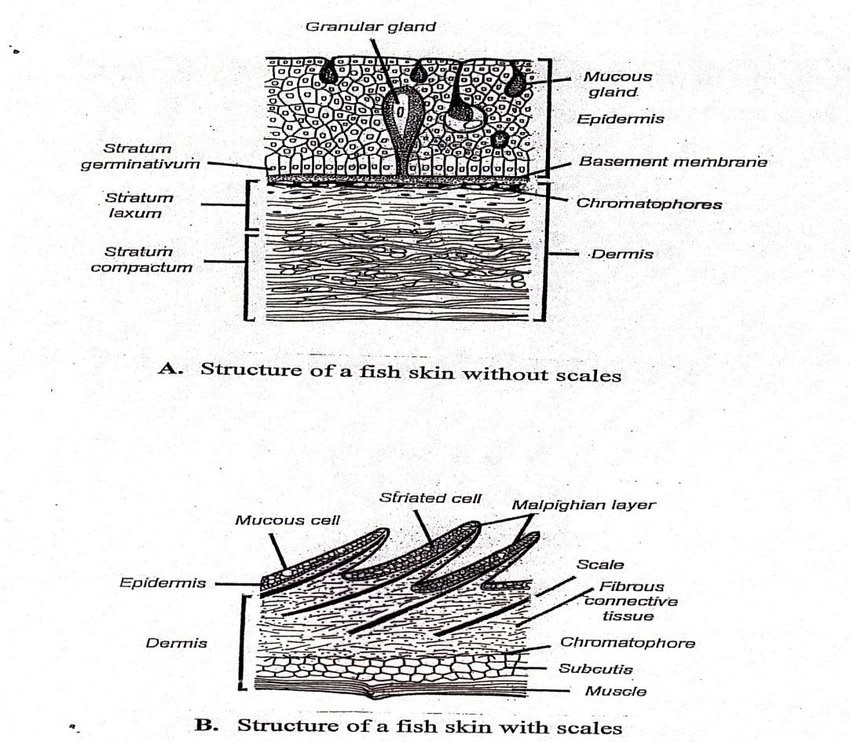 Granular gland
Mucous
gland
Epidermis
Stratum
germinativum
Basement membrane
Stratum
laxum
Chromatophores
Stratum
compactum
Dermis
A. Structure of a fish skin without scales
Striated cell
Malpighian layer
Mucous cell
Scale
Epidermis
Fibrous
connective
tissue
Dermis
Chromatophore
Subcutis
Muscle
B. Structure of a fish skin with scales